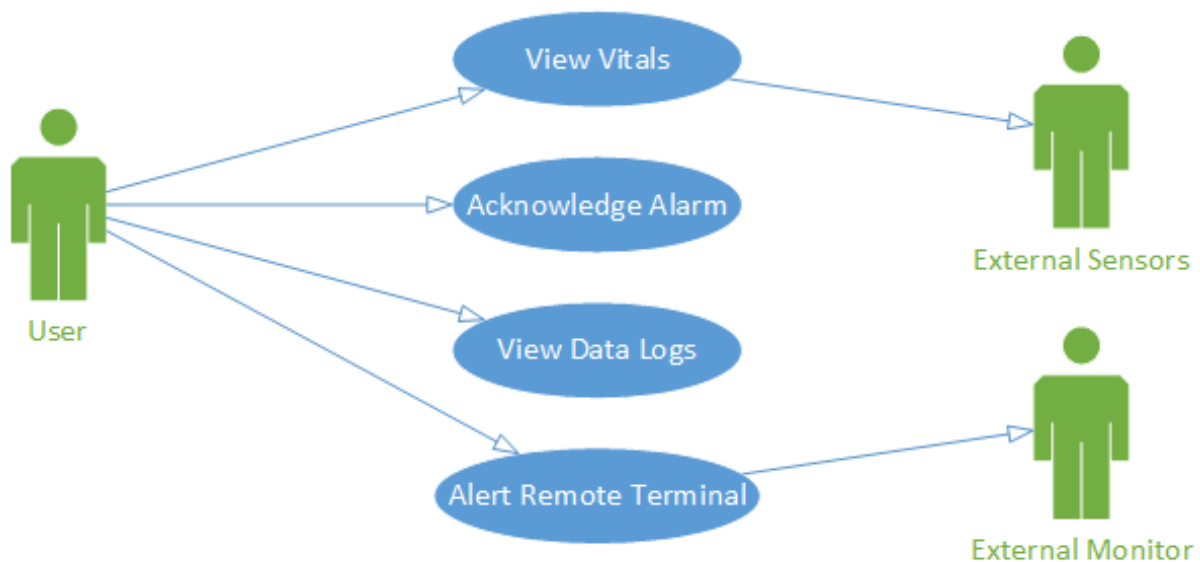 View Vitals
Acknowledge Alarm
External Sensors
User
View Data Logs
Alert Remote Terminal
External Monitor